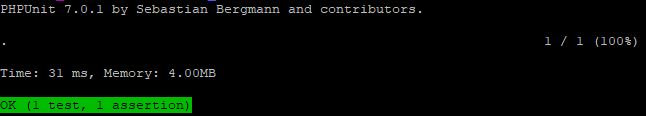 PHPUnit 7.0.1 by Sebastian Bergmann and contributors.
. 1 / 1 (100%)
Time: 31 ms, Memory: 4.00MB
OK (1 test, 1 assertion)